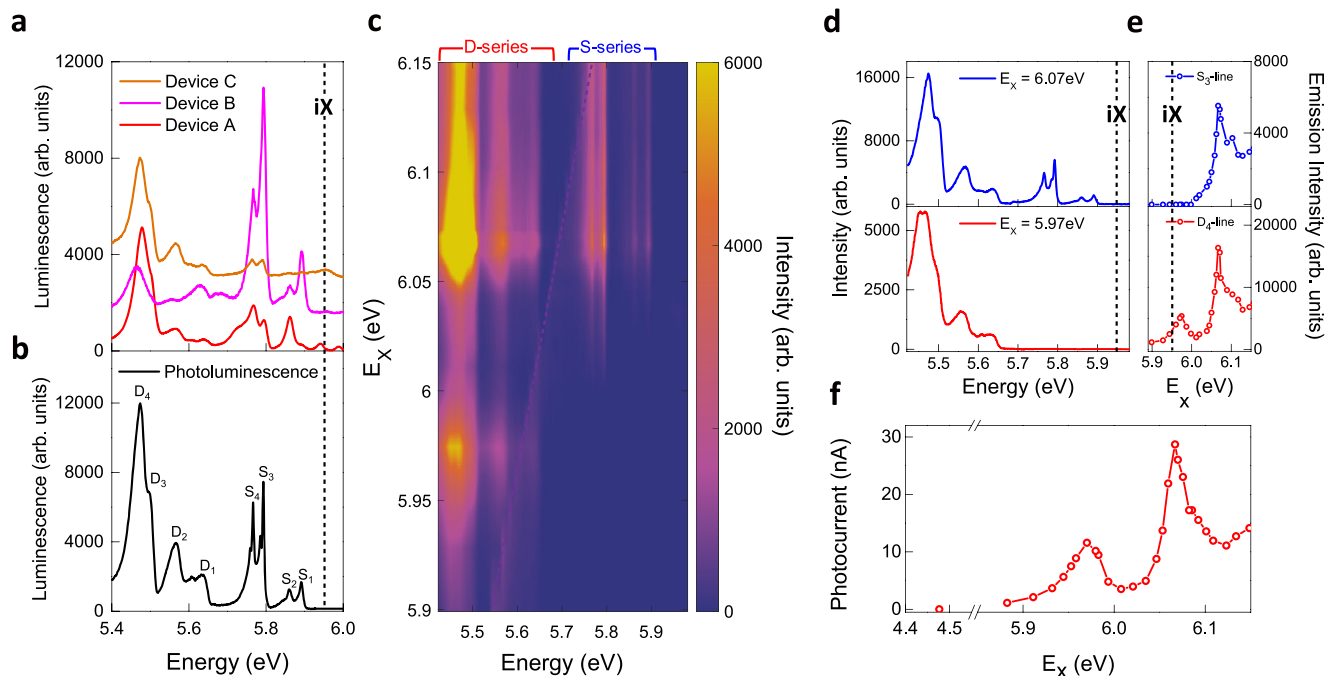 a
12000
8000
4000
0
Luminescence (arb. units)
Device C
Device B
Device A
iX
b
12000
8000
4000
0
Luminescence (arb. units)
Photoluminescence
D4
D3
D2
D1
S4
S3
S2
S1
5.4 5.6 5.8 6.0
Energy (eV)
c
D-series S-series
6.15
6.1
6.05
6
5.95
5.9
EX (eV)
5.5 5.6 5.7 5.8 5.9
Energy (eV)
6000
4000
2000
0
Intensity (arb. units)
d
16000
8000
0
EX = 6.07eV
iX
7500
5000
2500
0
EX = 5.97eV
Intensity (arb. units)
5.5 5.6 5.7 5.8 5.9
Energy (eV)
e
S3-line
iX
8000
4000
0
D4-line
20000
10000
0
Emission Intensity (arb. units)
5.9 6.0 6.1
EX (eV)
f
30
20
10
0
Photocurrent (nA)
4.4 4.5 5.9 6.0 6.1
EX (eV)